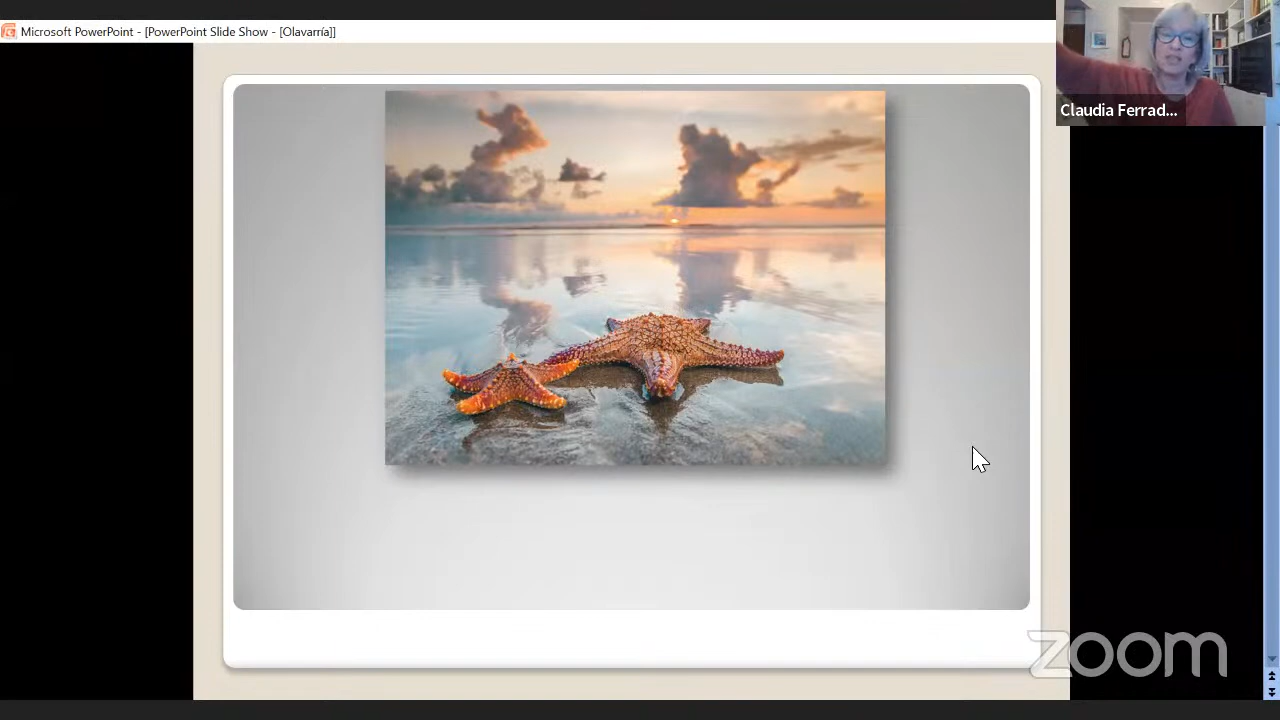 Microsoft PowerPoint - [PowerPoint Slide Show - [Olavarría]]
Claudia Ferrad...
zoom